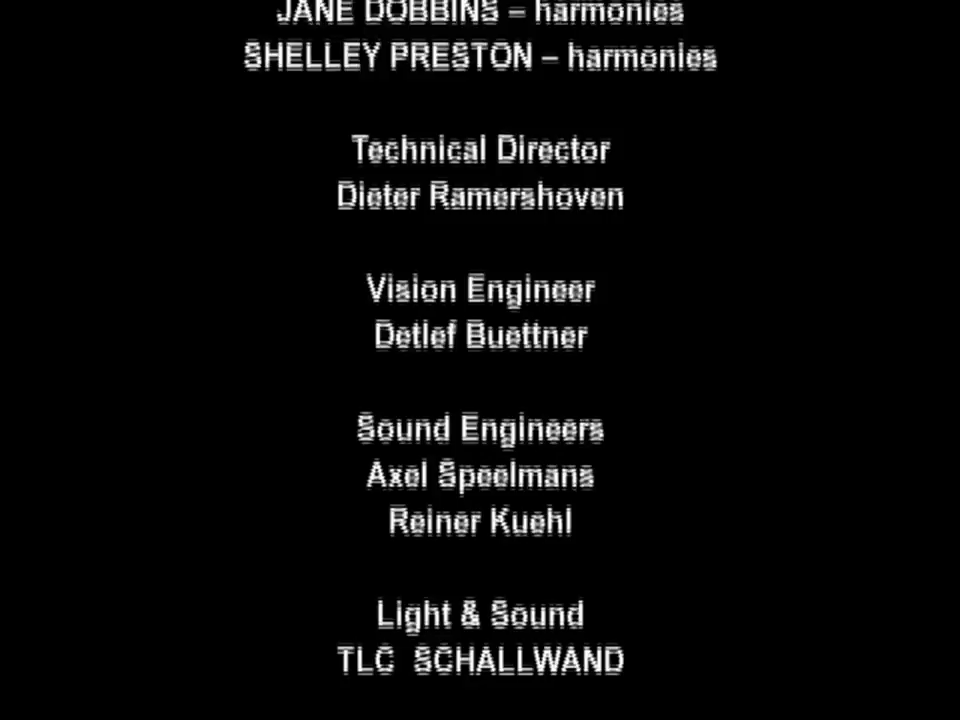 JANE DOBBINS – harmonies
SHELLEY PRESTON – harmonies
Technical Director
Dieter Ramershoven
Vision Engineer
Detlef Buettner
Sound Engineers
Axel Speelmans
Reiner Kuehl
Light & Sound
TLC SCHALLWAND